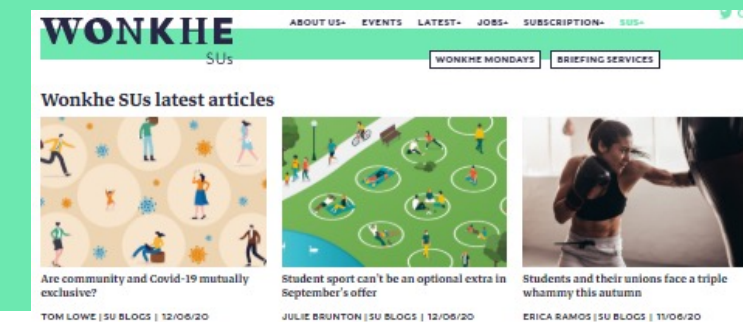 WONKHE
SUs
ABOUT US EVENTS LATEST JOBS SUBSCRIPTION SUS
WONKHE MONDAYS BRIEFING SERVICES
Wonkhe SUs latest articles
Are community and Covid-19 mutually
exclusive?
TOM LOWE | SU BLOGS | 12/06/20
Student sport can't be an optional extra in
September's offer
JULIE BRUNTON | SU BLOGS | 12/06/20
Students and their unions face a triple
whammy this autumn
ERICA RAMOS | SU BLOGS | 11/06/20